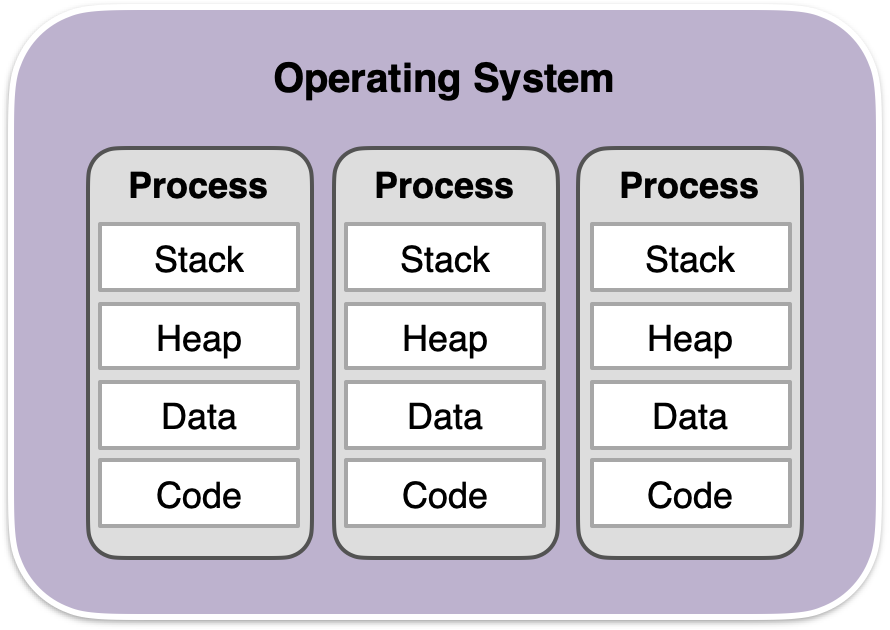 Operating System
Process
Stack
Heap
Data
Code
Process
Stack
Heap
Data
Code
Process
Stack
Heap
Data
Code